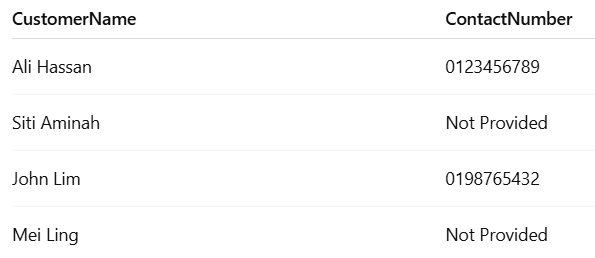 CustomerName ContactNumber
Ali Hassan 0123456789
Siti Aminah Not Provided
John Lim 0198765432
Mei Ling Not Provided